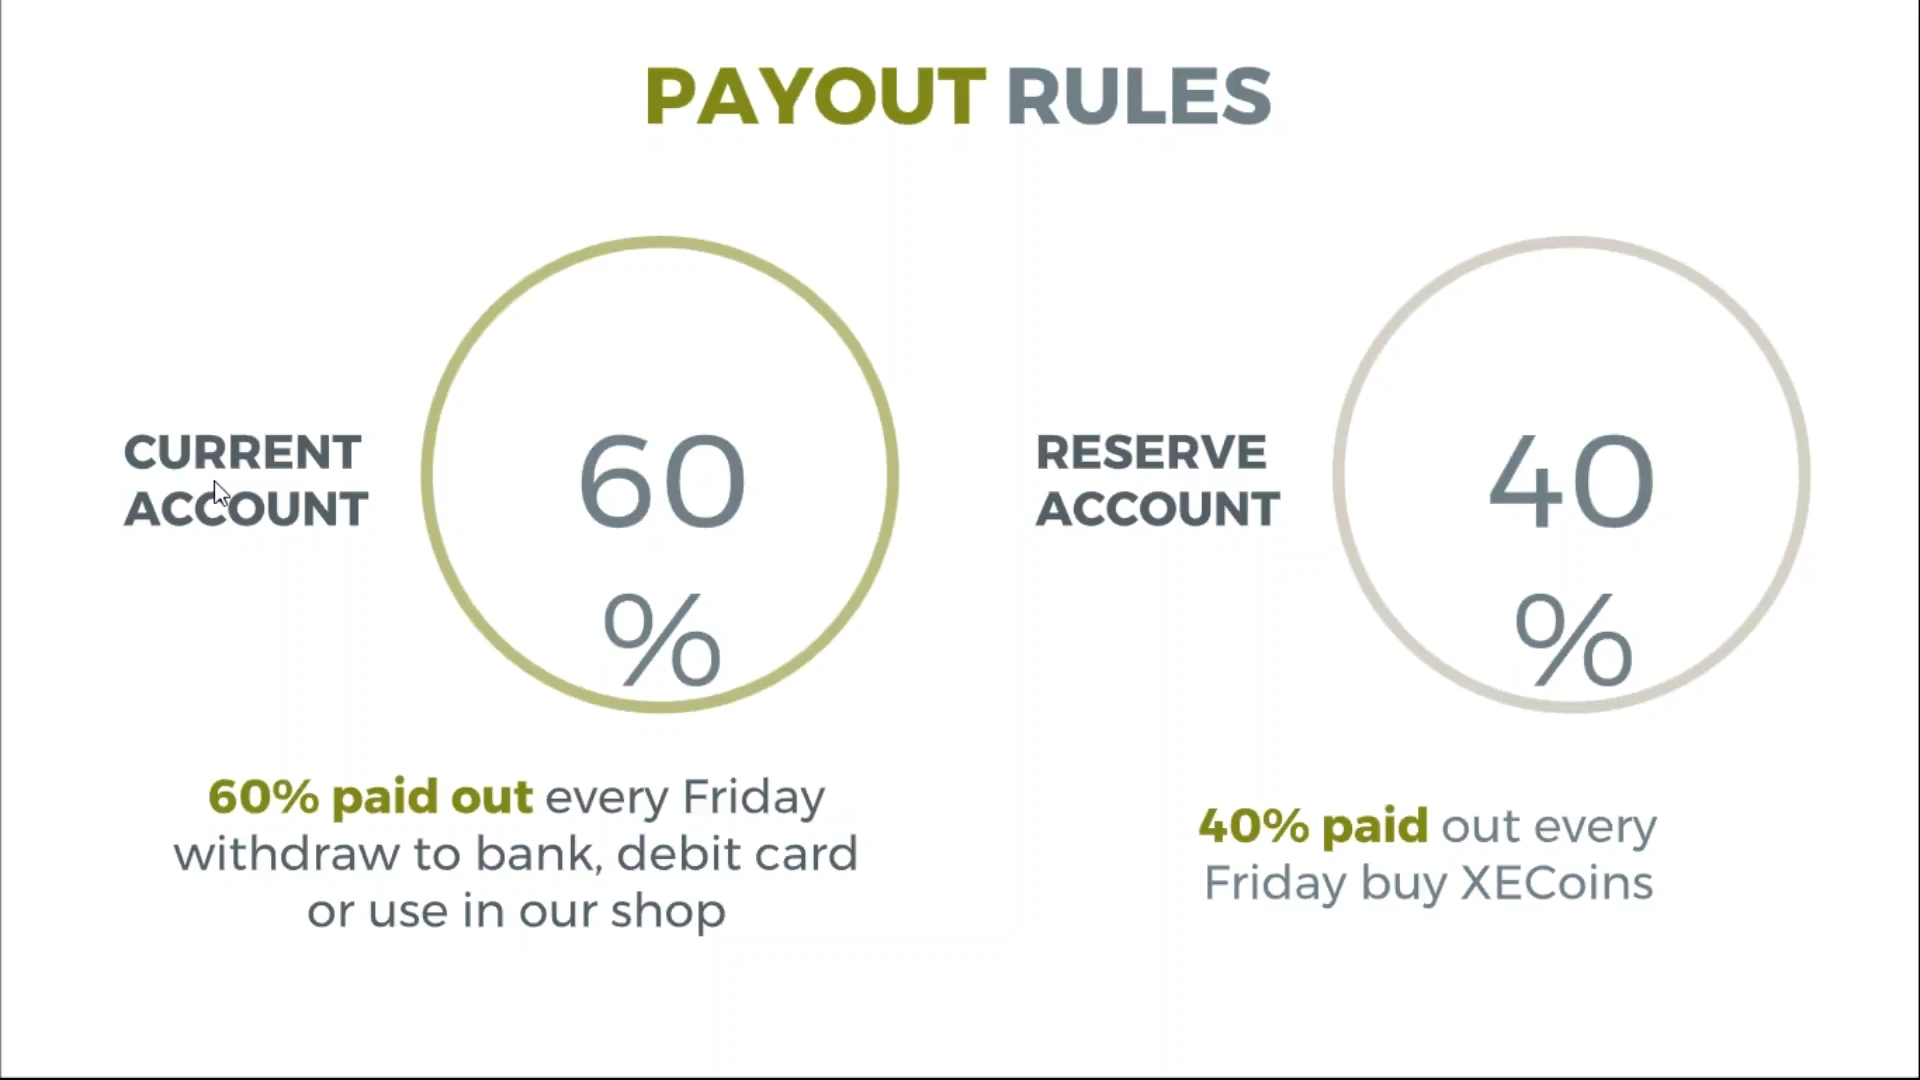 PAYOUT RULES
CURRENT
ACCOUNT
60
%
60% paid out every Friday
withdraw to bank, debit card
or use in our shop
RESERVE
ACCOUNT
40
%
40% paid out every
Friday buy XECoins